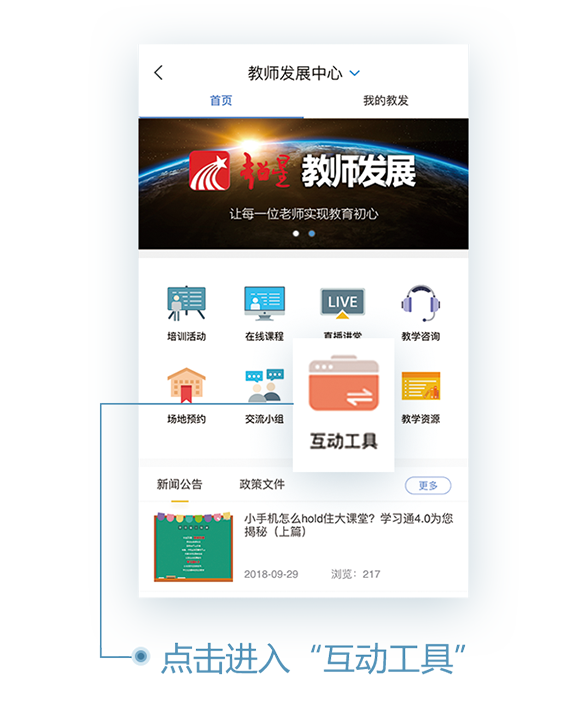 教师发展中心
首页
我的教发
超星 教师发展
让每一位老师实现教育初心
LIVE
培训活动
在线课程
直播讲堂
教学咨询
场地预约
交流小组
互动工具
教学资源
新闻公告
政策文件
更多
小手机怎么hold住大课堂？学习通4.0为您
揭秘（上篇）
2018-09-29
浏览：217
点击进入“互动工具”